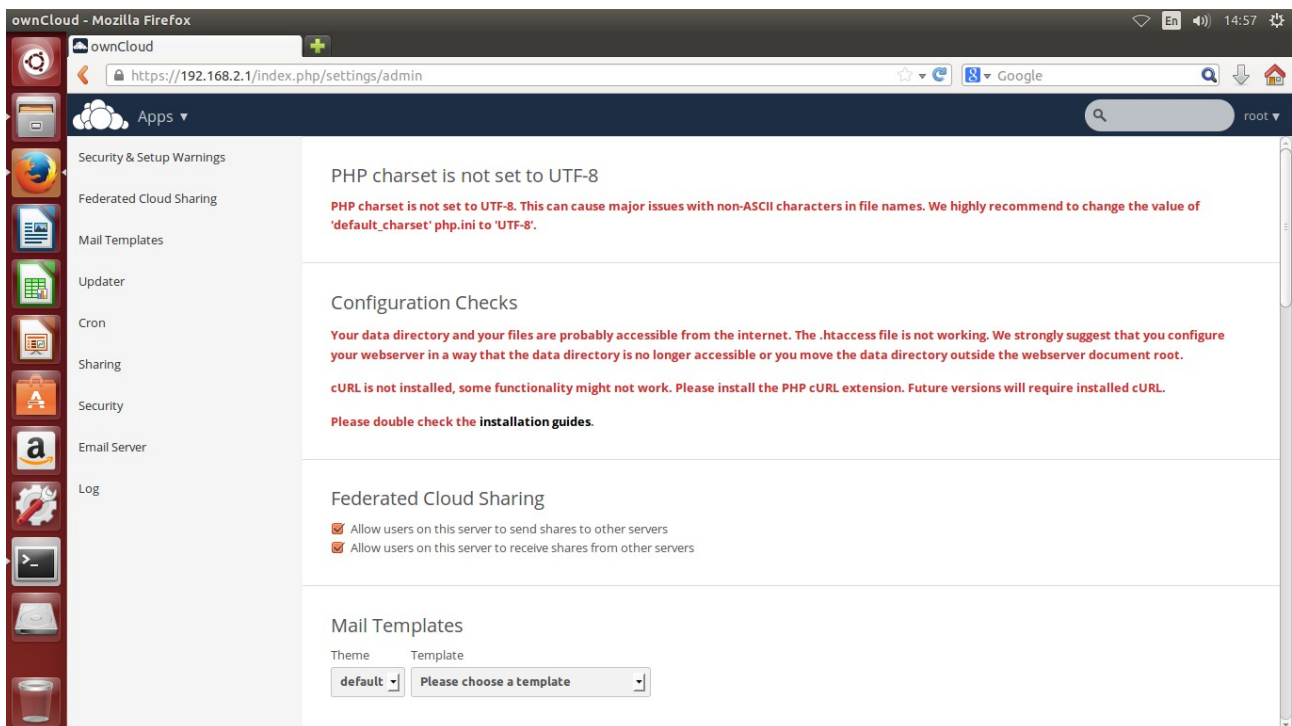 ownCloud - Mozilla Firefox
En
14:57
ownCloud
https://192.168.2.1/index.php/settings/admin
8
Google
Apps ▾
root ▾
Security & Setup Warnings
Federated Cloud Sharing
Mail Templates
Updater
Cron
Sharing
Security
Email Server
Log
PHP charset is not set to UTF-8
PHP charset is not set to UTF-8. This can cause major issues with non-ASCII characters in file names. We highly recommend to change the value of
'default_charset' php.ini to 'UTF-8'.
Configuration Checks
Your data directory and your files are probably accessible from the internet. The .htaccess file is not working. We strongly suggest that you configure
your webserver in a way that the data directory is no longer accessible or you move the data directory outside the webserver document root.
cURL is not installed, some functionality might not work. Please install the PHP cURL extension. Future versions will require installed cURL.
Please double check the installation guides.
Federated Cloud Sharing
Allow users on this server to send shares to other servers
Allow users on this server to receive shares from other servers
Mail Templates
Theme Template
default Please choose a template
a
>_